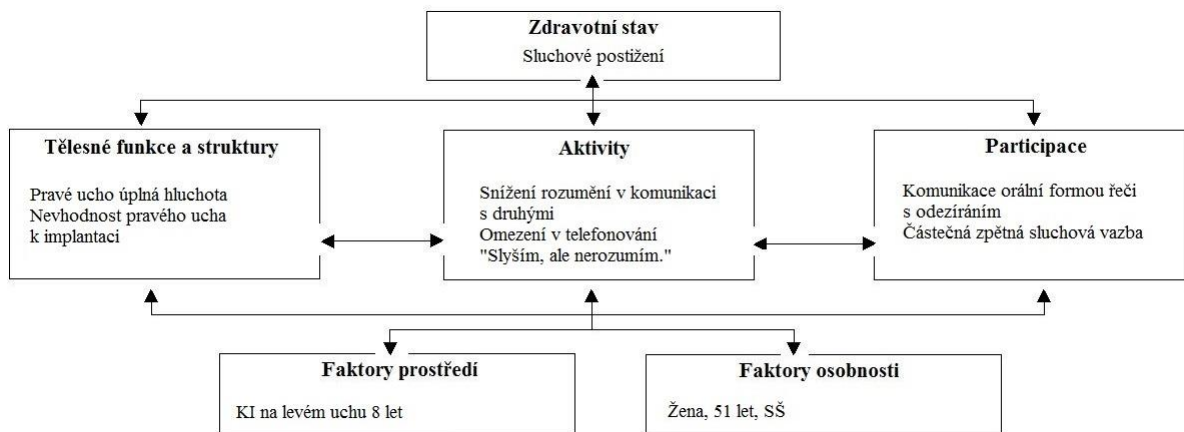 Zdravotní stav
Sluchové postižení
Tělesné funkce a struktury
Pravé ucho úplná hluchota
Nevhodnost pravého ucha
k implantaci
Aktivity
Snížení rozumění v komunikaci
s druhými
Omezení v telefonování
"Slyším, ale nerozumím."
Participace
Komunikace orální formou řeči
s odezíráním
Částečná zpětná sluchová vazba
Faktory prostředí
KI na levém uchu 8 let
Faktory osobnosti
Žena, 51 let, SŠ